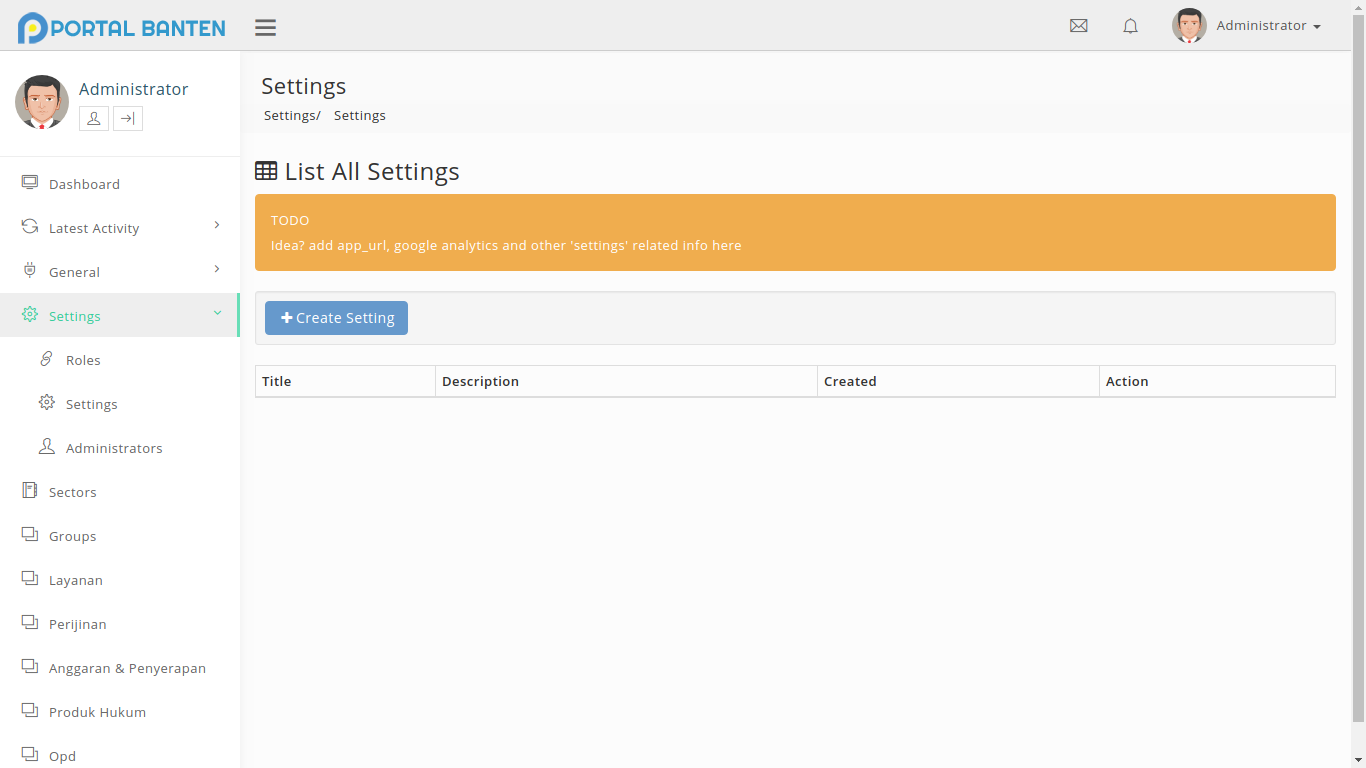 PORTAL BANTEN
Administrator
Administrator
Dashboard
Latest Activity
General
Settings
Roles
Settings
Administrators
Sectors
Groups
Layanan
Perijinan
Anggaran & Penyerapan
Produk Hukum
Opd
Settings
Settings/ Settings
List All Settings
TODO
Idea? add app_url, google analytics and other 'settings' related info here
Create Setting
Title Description Created Action